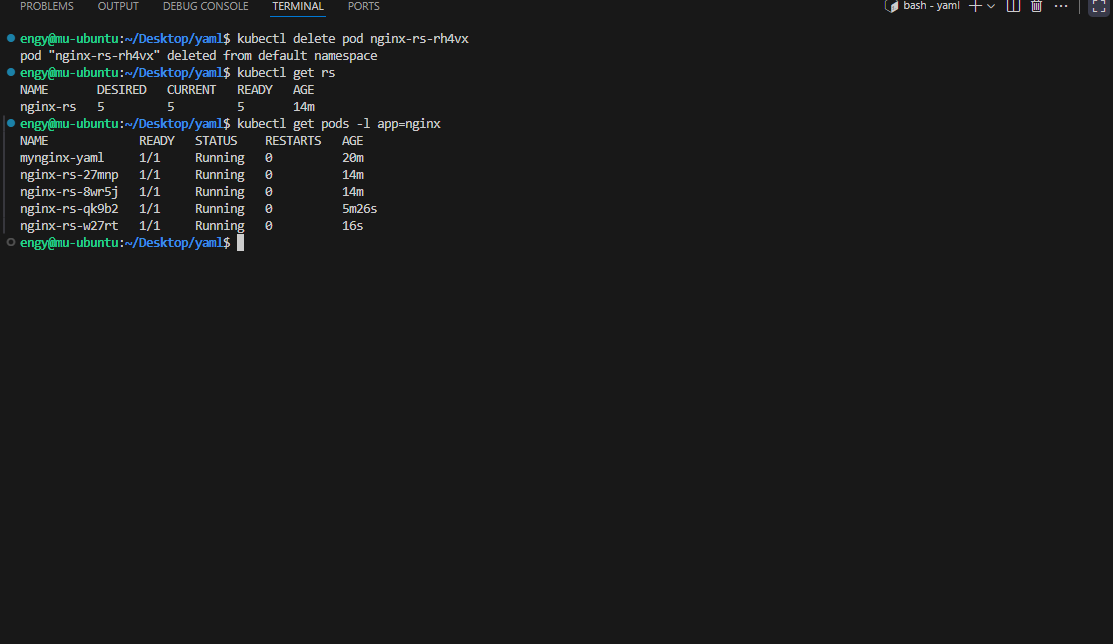 PROBLEMS OUTPUT DEBUG CONSOLE TERMINAL PORTS bash - yaml
engy@mu-ubuntu:~/Desktop/yaml$ kubectl delete pod nginx-rs-rh4vx
pod "nginx-rs-rh4vx" deleted from default namespace
engy@mu-ubuntu:~/Desktop/yaml$ kubectl get rs
NAME DESIRED CURRENT READY AGE
nginx-rs 5 5 5 14m
engy@mu-ubuntu:~/Desktop/yaml$ kubectl get pods -l app=nginx
NAME READY STATUS RESTARTS AGE
mynginx-yaml 1/1 Running 0 20m
nginx-rs-27mnp 1/1 Running 0 14m
nginx-rs-8wr5j 1/1 Running 0 14m
nginx-rs-qk9b2 1/1 Running 0 5m26s
nginx-rs-w27rt 1/1 Running 0 16s
engy@mu-ubuntu:~/Desktop/yaml$